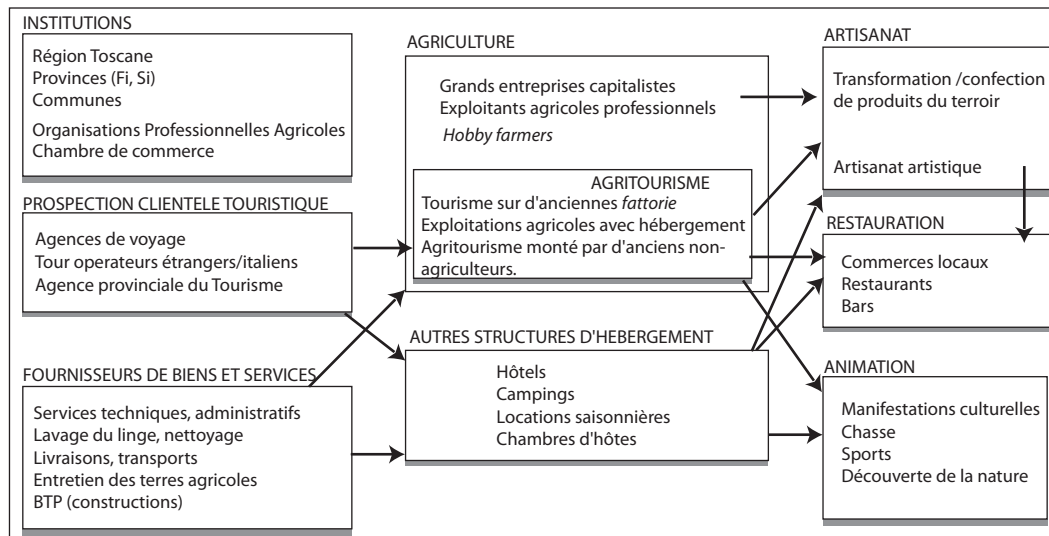 INSTITUTIONS
Région Toscane
Provinces (Fi, Si)
Communes
Organisations Professionnelles Agricoles
Chambre de commerce
PROSPECTION CLIENTELE TOURISTIQUE
Agences de voyage
Tour operateurs étrangers/italiens
Agence provinciale du Tourisme
FOURNISSEURS DE BIENS ET SERVICES
Services techniques, administratifs
Lavage du linge, nettoyage
Livraisons, transports
Entretien des terres agricoles
BTP (constructions)
AGRICULTURE
Grands entreprises capitalistes
Exploitants agricoles professionnels
Hobby farmers
AGRITOURISME
Tourisme sur d'anciennes fattorie
Exploitations agricoles avec hébergement
Agritourisme monté par d'anciens non-
agriculteurs.
AUTRES STRUCTURES D'HEBERGEMENT
Hôtels
Campings
Locations saisonnières
Chambres d'hôtes
ARTISANAT
Transformation /confection
de produits du terroir
Artisanat artistique
RESTAURATION
Commerces locaux
Restaurants
Bars
ANIMATION
Manifestations culturelles
Chasse
Sports
Découverte de la nature